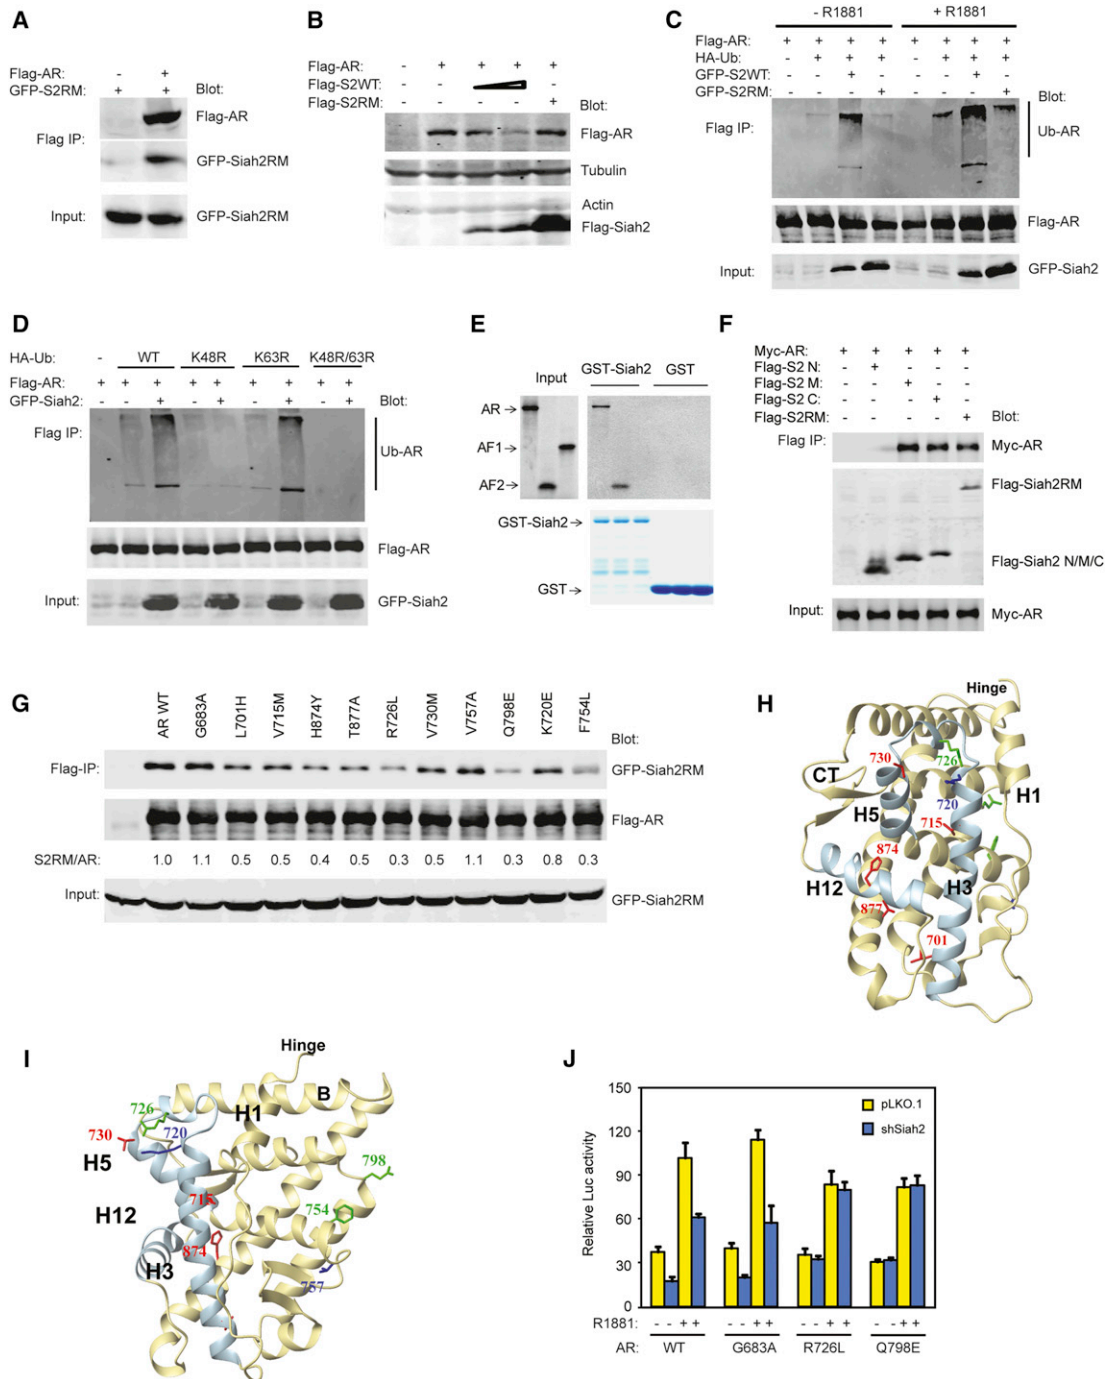 A
Flag-AR: - +
GFP-S2RM: + + Blot:
Flag-AR
Flag IP:
GFP-Siah2RM
Input: GFP-Siah2RM
B
Flag-AR: - + + + +
Flag-S2WT: - - -
Flag-S2RM: - - - - +
Blot:
Flag-AR
Tubulin
Actin
Flag-Siah2
C
- R1881 + R1881
Flag-AR: + + + + + + + +
HA-Ub: - + + + - + + +
GFP-S2WT: - - + - - - + -
GFP-S2RM: - - - + - - - +
Blot:
Flag IP: Ub-AR
Flag-AR
Input: GFP-Siah2
D
HA-Ub: - WT K48R K63R K48R/63R
Flag-AR: + + + + + + + + +
GFP-Siah2: - - + - + - + - + Blot:
Flag IP:
Ub-AR
Flag-AR
Input: GFP-Siah2
E
Input GST-Siah2 GST
AR
AF1
AF2
GST-Siah2
GST
F
Myc-AR: + + + + +
Flag-S2 N: - + - - -
Flag-S2 M: - - + - -
Flag-S2 C: - - - + -
Flag-S2RM: - - - - + Blot:
Flag IP: Myc-AR
Flag-Siah2RM
Flag-Siah2 N/M/C
Input: Myc-AR
G
AR WT G683A L701H V715M H874Y T877A R726L V730M V757A Q798E K720E F754L
Blot:
Flag-IP: GFP-Siah2RM
Flag-AR
S2RM/AR: 1.0 1.1 0.5 0.5 0.4 0.5 0.3 0.5 1.1 0.3 0.8 0.3
Input: GFP-Siah2RM
H
Hinge
730
726
CT
720
H1
H5
715
874
H12
H3
877
701
I
Hinge
B
726
H1
730
720
H5
798
715
754
H12
874
H3
757
J
150
120
90
60
30
0
Relative Luc activity
pLKO.1
shSiah2
R1881: - - + + - - + + - - + + - - + +
AR: WT G683A R726L Q798E